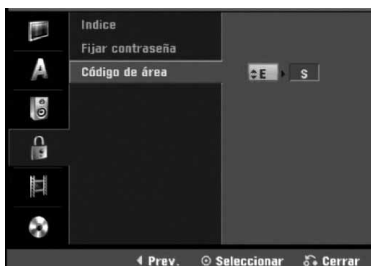 Indice
Fijar contraseña
Código de área E S
◀ Prev. ⊙ Seleccionar Cerrar